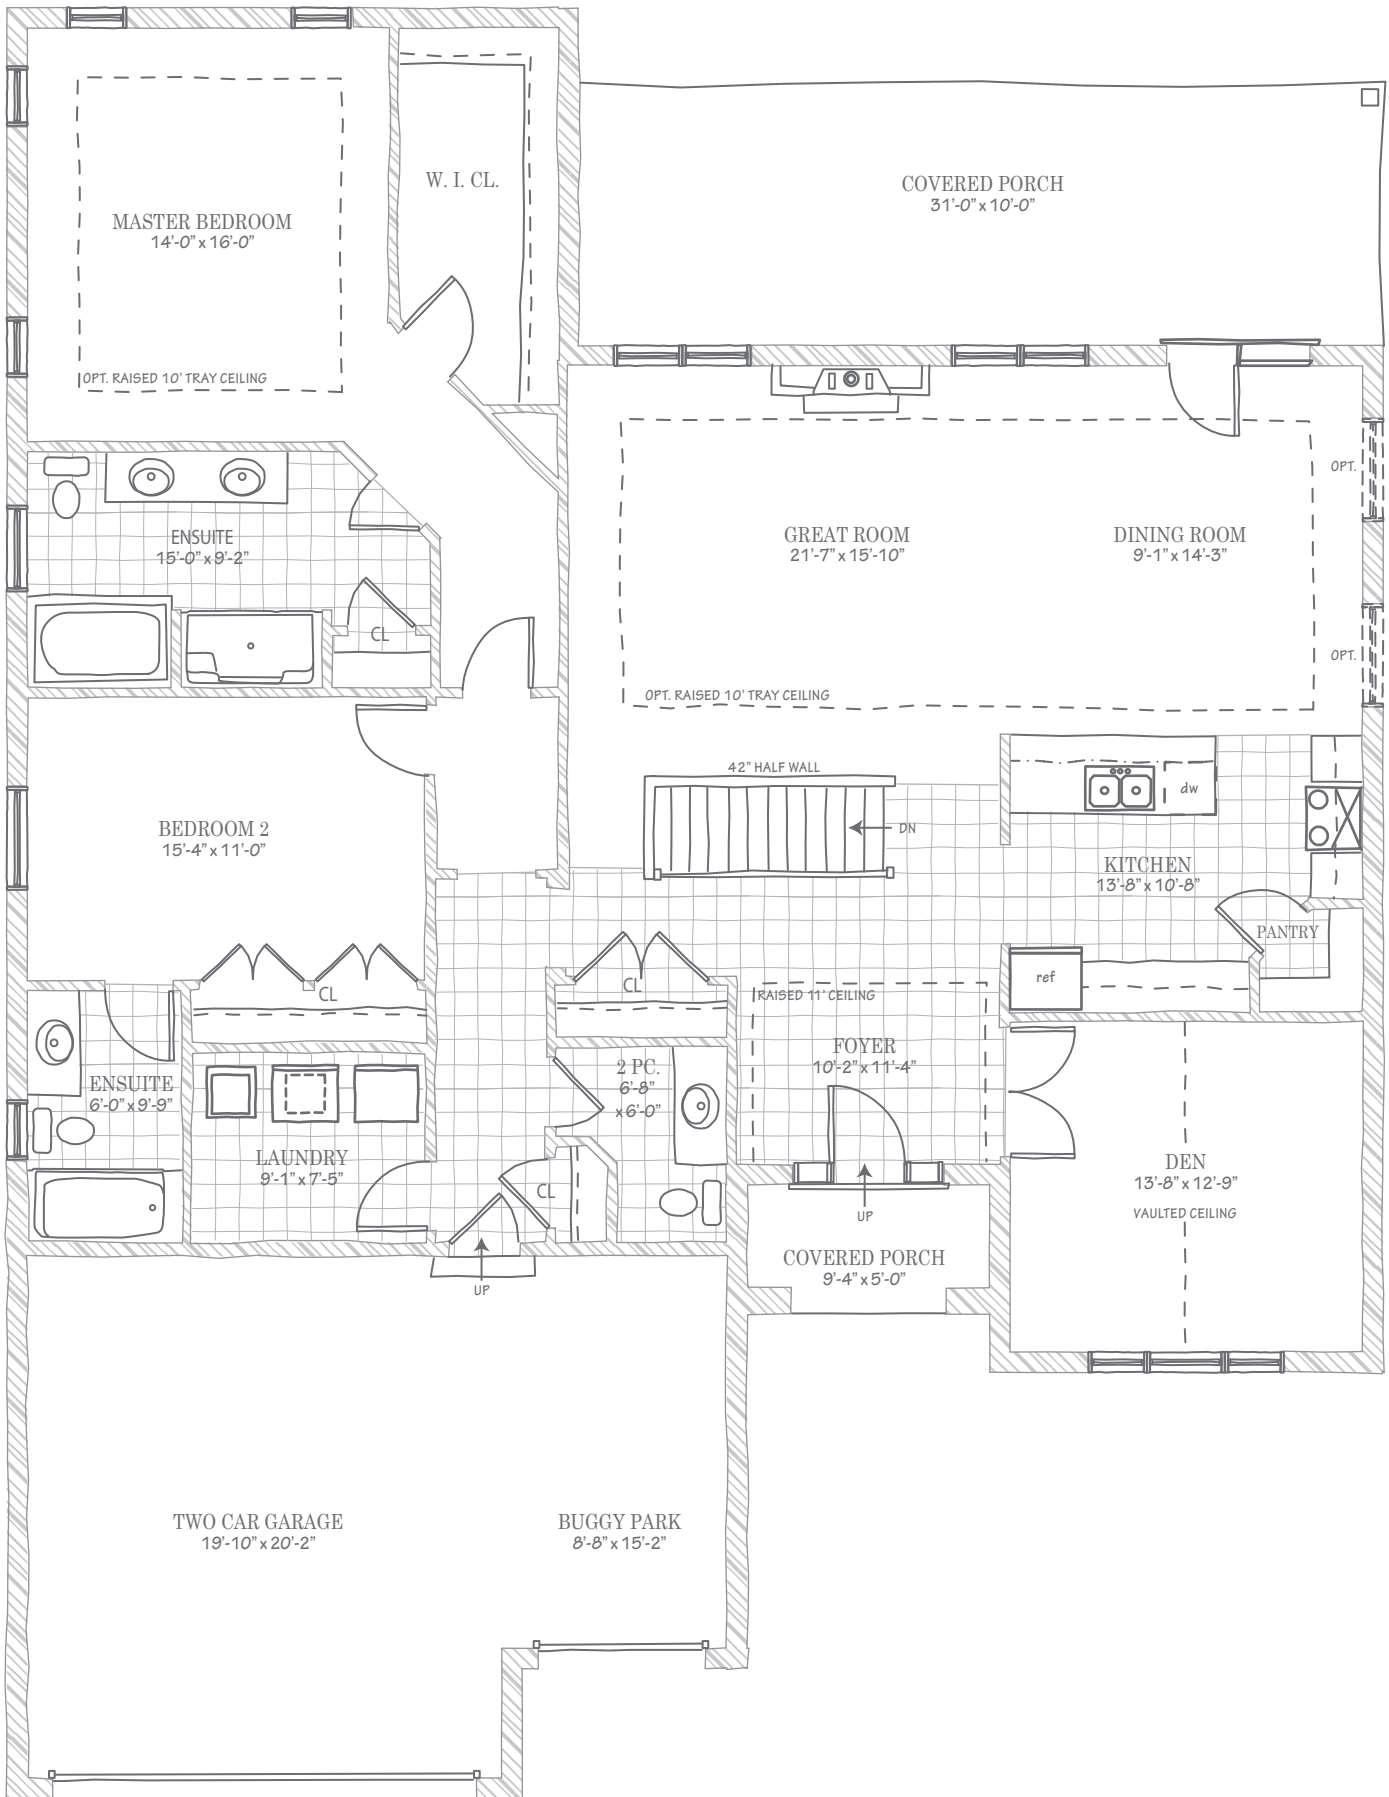 W. I. CL.
COVERED PORCH
31'-0" x 10'-0"
MASTER BEDROOM
14'-0" x 16'-0"
OPT. RAISED 10' TRAY CEILING
OPT.
ENSUITE
15'-0" x 9'-2"
GREAT ROOM
21'-7" x 15'-10"
DINING ROOM
9'-1" x 14'-3"
CL
OPT.
OPT. RAISED 10' TRAY CEILING
42" HALF WALL
dw
DN
BEDROOM 2
15'-4" x 11'-0"
KITCHEN
13'-8" x 10'-8"
PANTRY
CL
CL
ref
RAISED 11' CEILING
FOYER
10'-2" x 11'-4"
2 PC.
6'-8"
x 6'-0"
ENSUITE
6'-0" x 9'-9"
LAUNDRY
9'-1" x 7'-5"
CL
DEN
13'-8" x 12'-9"
VAULTED CEILING
UP
COVERED PORCH
9'-4" x 5'-0"
UP
TWO CAR GARAGE
19'-10" x 20'-2"
BUGGY PARK
8'-8" x 15'-2"